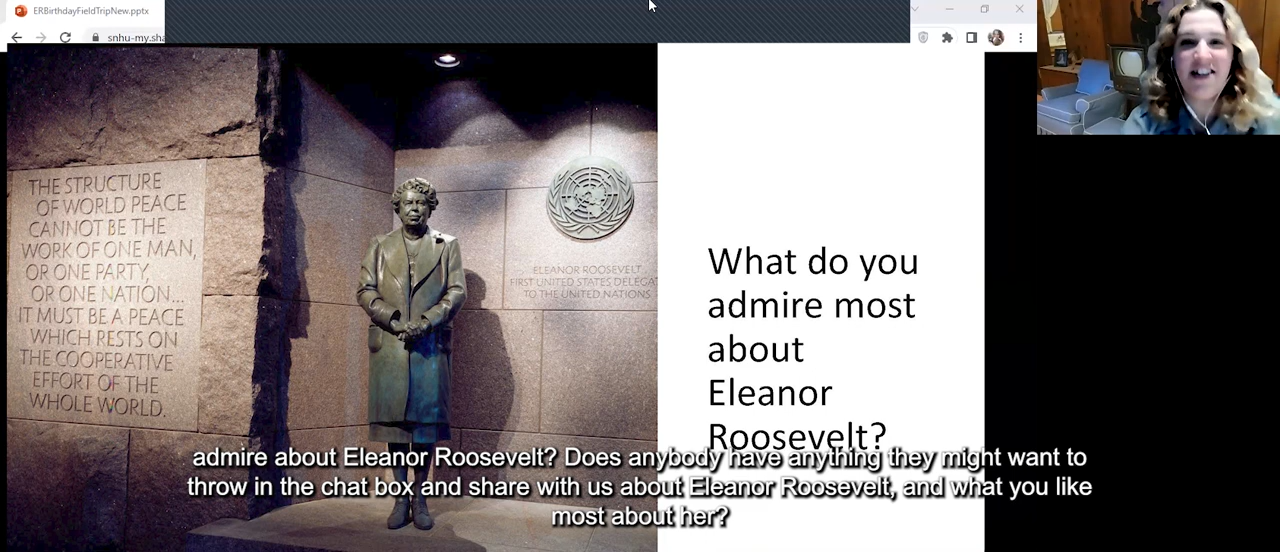 ERBirthdayFieldTripNew.pptx
snhu-my.sha
THE STRUCTURE
OF WORLD PEACE
CANNOT BE THE
WORK OF ONE MAN,
OR ONE PARTY,
OR ONE NATION...
IT MUST BE A PEACE
WHICH RESTS ON
THE COOPERATIVE
EFFORT OF THE
WHOLE WORLD.
ELEANOR ROOSEVELT
FIRST UNITED STATES DELEGAT
TO THE UNITED NATIONS
What do you
admire most
about
Eleanor
Roosevelt?
admire about Eleanor Roosevelt? Does anybody have anything they might want to
throw in the chat box and share with us about Eleanor Roosevelt, and what you like
most about her?